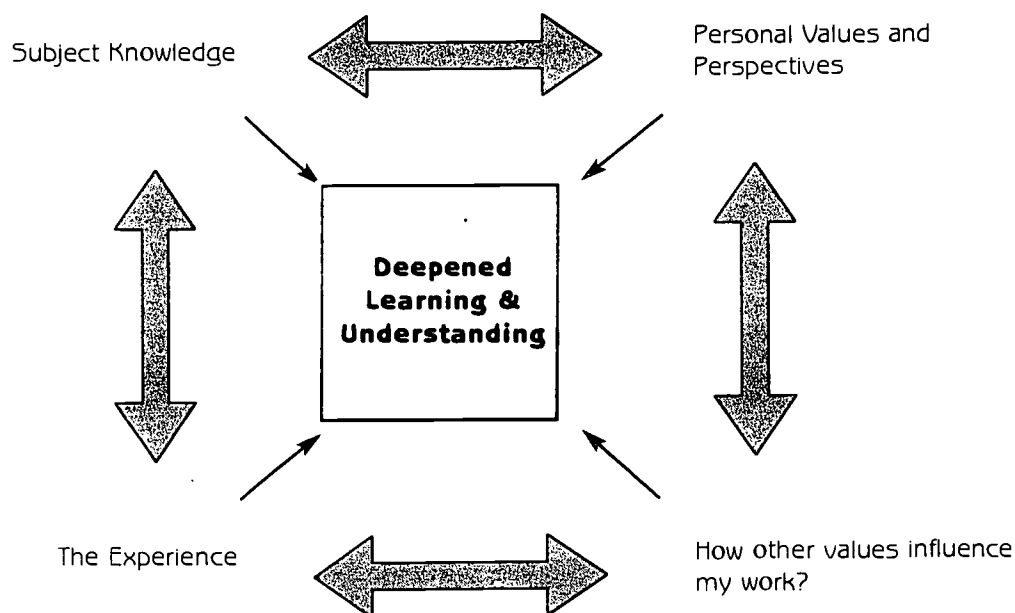 Subject Knowledge
Personal Values and
Perspectives
Deepened
Learning &
Understanding
The Experience
How other values influence
my work?